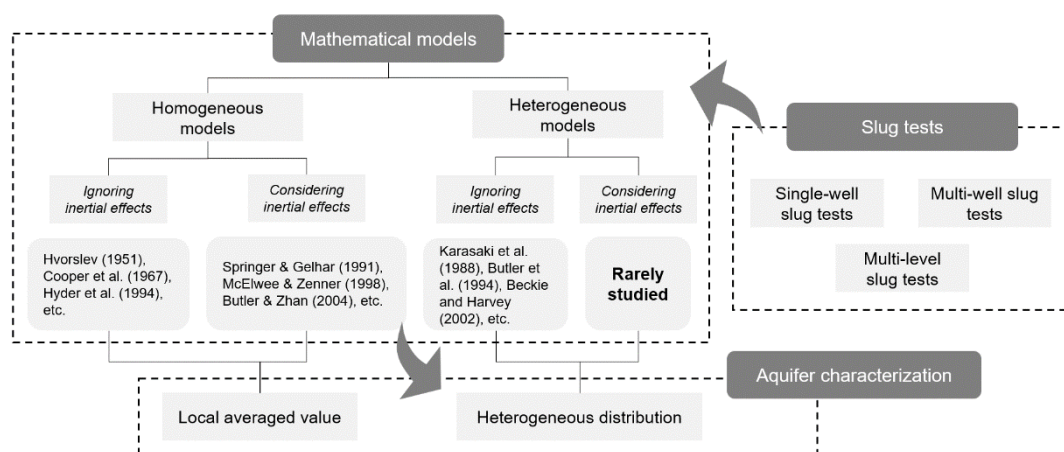 Mathematical models
Homogeneous
models
Heterogeneous
models
Slug tests
Ignoring
inertial effects
Considering
inertial effects
Ignoring
inertial effects
Considering
inertial effects
Single-well
slug tests
Multi-well slug
tests
Multi-level
slug tests
Hvorslev (1951),
Cooper et al. (1967),
Hyder et al. (1994),
etc.
Springer & Gelhar (1991),
McElwee & Zenner (1998),
Butler & Zhan (2004), etc.
Karasaki et al.
(1988), Butler et
al. (1994), Beckie
and Harvey
(2002), etc.
Rarely
studied
Aquifer characterization
Local averaged value
Heterogeneous distribution